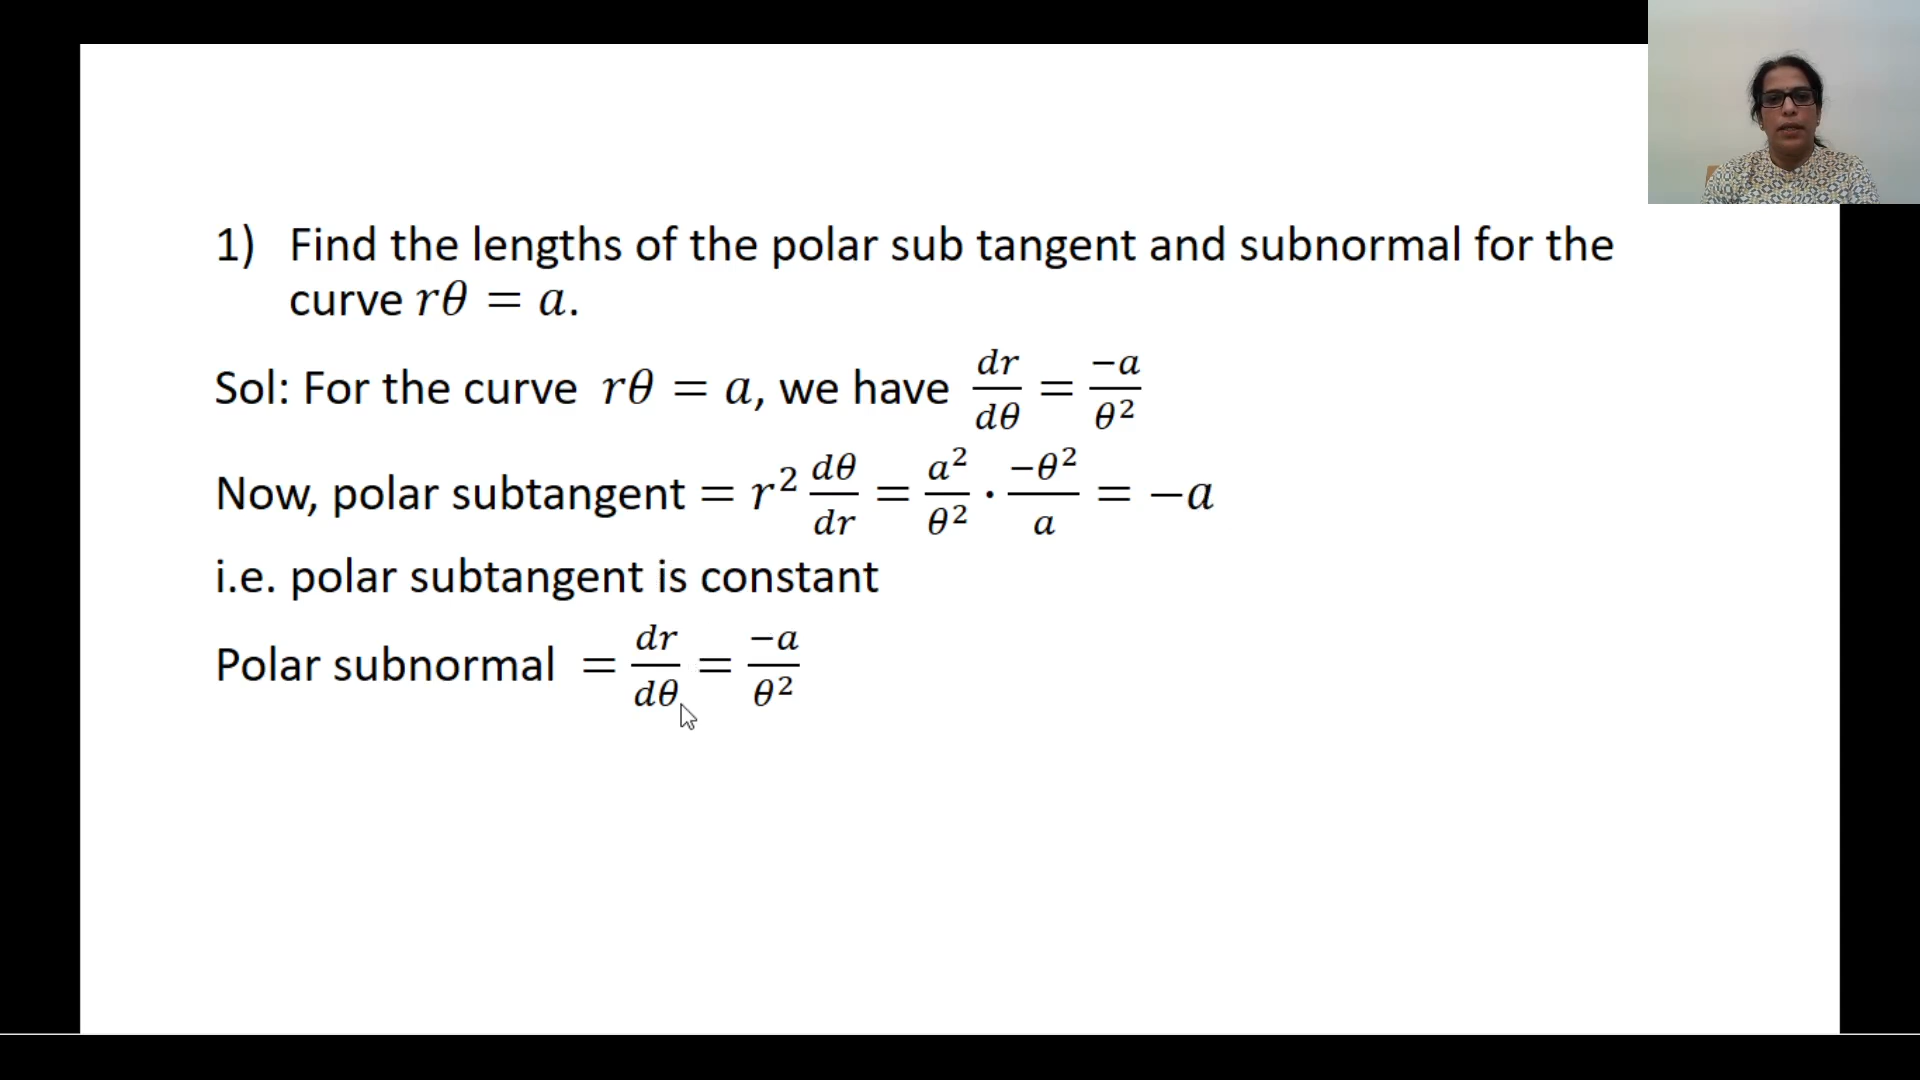 1) Find the lengths of the polar sub tangent and subnormal for the
curve rθ = a.
Sol: For the curve rθ = a, we have dr/dθ = −a/θ²
Now, polar subtangent = r² dθ/dr = a²/θ² · −θ²/a = −a
i.e. polar subtangent is constant
Polar subnormal = dr/dθ = −a/θ²